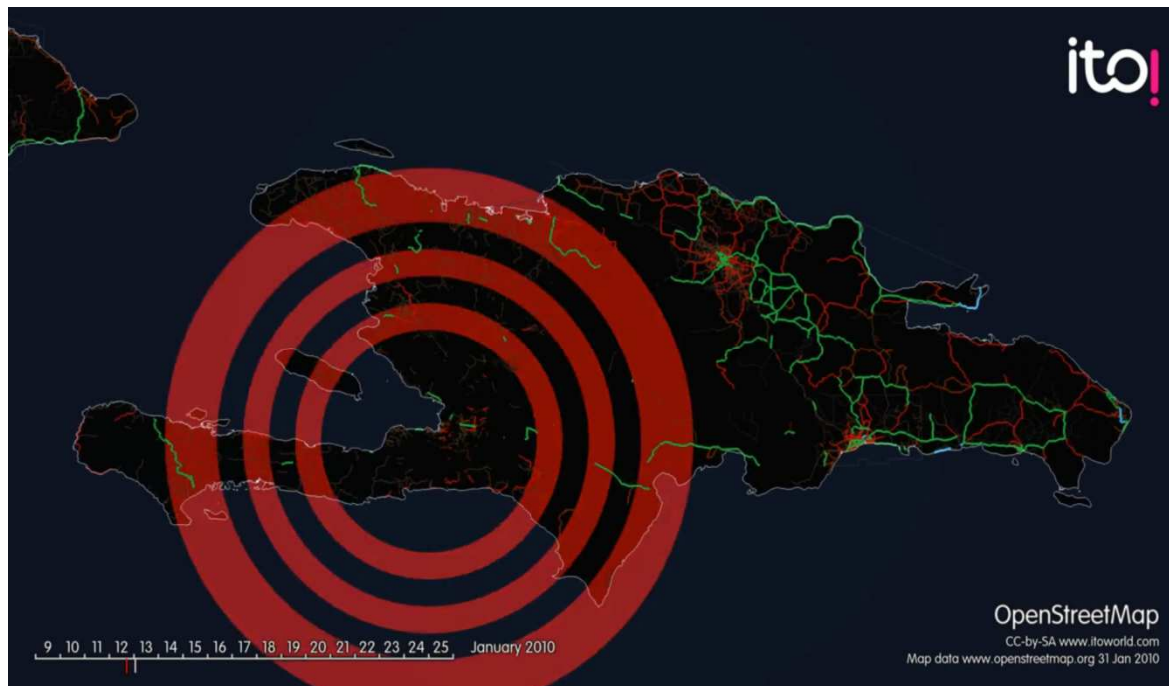 ito!
9 10 11 12 13 14 15 16 17 18 19 20 21 22 23 24 25 January 2010
OpenStreetMap
CC-by-SA www.itoworld.com
Map data www.openstreetmap.org 31 Jan 2010